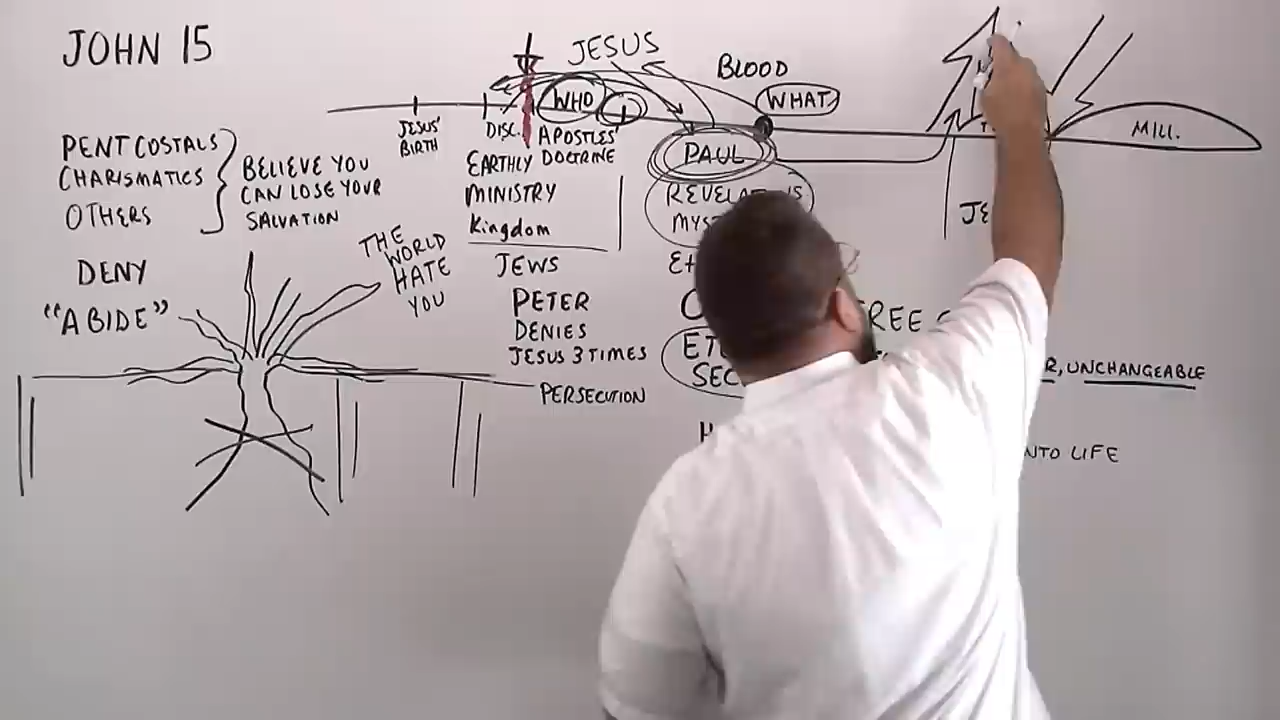 JOHN 15
JESUS
BLOOD
WHO
WHAT
JESUS'
BIRTH
DISC.
APOSTLES'
DOCTRINE
PAUL
MILL.
PENTCOSTALS
CHARISMATICS
OTHERS
BELIEVE YOU
CAN LOSE YOUR
SALVATION
EARTHLY
MINISTRY
Kingdom
DENY
"ABIDE"
THE
WORLD
HATE
YOU
JEWS
PETER
DENIES
JESUS 3 TIMES
PERSECUTION
REE
UNCHANGEABLE
NTO LIFE